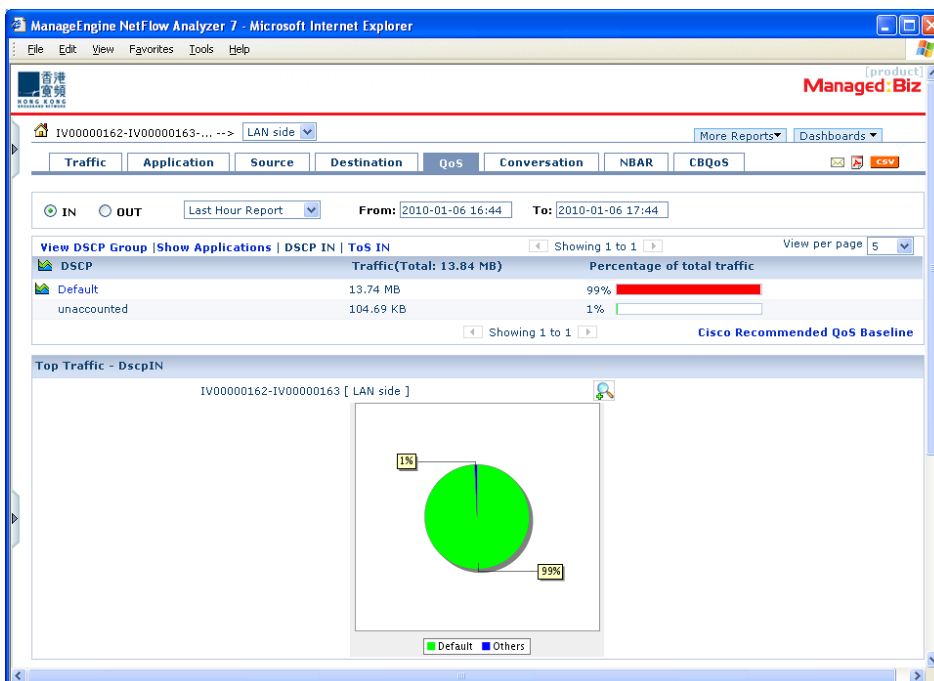 ManageEngine NetFlow Analyzer 7 - Microsoft Internet Explorer
File Edit View Favorites Tools Help
香港
寬頻
HONG KONG
BROADBAND NETWORK
[product]
Managed:Biz
IV00000162-IV00000163-... --> LAN side
More Reports Dashboards
Traffic Application Source Destination QoS Conversation NBAR CBQoS CSV
IN OUT Last Hour Report From: 2010-01-06 16:44 To: 2010-01-06 17:44
View DSCP Group |Show Applications | DSCP IN | ToS IN Showing 1 to 1 View per page 5
DSCP Traffic(Total: 13.84 MB) Percentage of total traffic
Default 13.74 MB 99%
unaccounted 104.69 KB 1%
Showing 1 to 1 Cisco Recommended QoS Baseline
Top Traffic - DscpIN
IV00000162-IV00000163 [ LAN side ]
1%
99%
Default Others